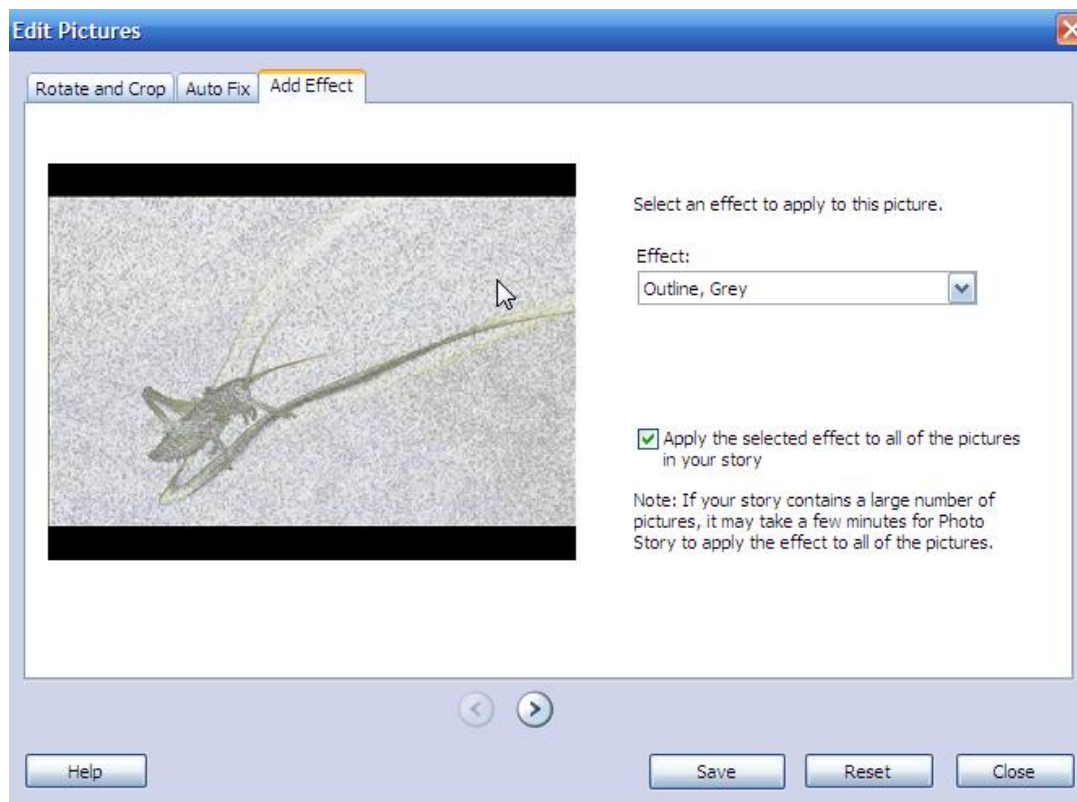 Edit Pictures
Rotate and Crop
Auto Fix
Add Effect
Select an effect to apply to this picture.
Effect:
Outline, Grey
Apply the selected effect to all of the pictures
in your story
Note: If your story contains a large number of
pictures, it may take a few minutes for Photo
Story to apply the effect to all of the pictures.
Help
Save
Reset
Close